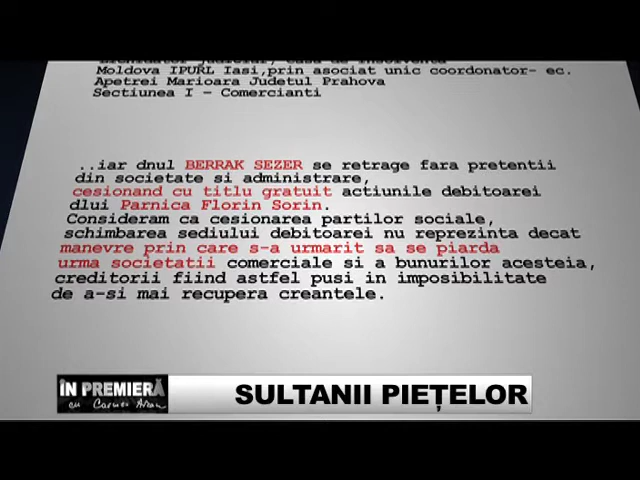 Moldova IPURL Iasi,prin asociat unic coordonator- ec.
Apetrei Marioara Judetul Prahova
Sectiunea I - Comercianti
..iar dnul BERRAK SEZER se retrage fara pretentii
din societate si administrare,
cesionand cu titlu gratuit actiunile debitoarei
dlui Parnica Florin Sorin.
Consideram ca cesionarea partilor sociale,
schimbarea sediului debitoarei nu reprezinta decat
manevre prin care s-a urmarit sa se piarda
urma societatii comerciale si a bunurilor acesteia,
creditorii fiind astfel pusi in imposibilitate
de a-si mai recupera creantele.
ÎN PREMIERĂ
cu Carmen Avram
SULTANII PIEȚELOR